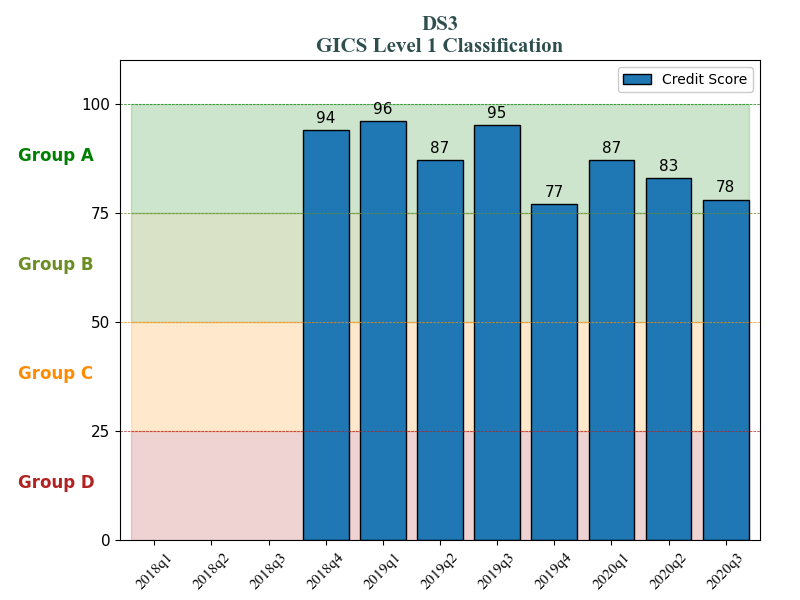 DS3
GICS Level 1 Classification
Credit Score
100
75
50
25
0
Group A
Group B
Group C
Group D
94
96
87
95
77
87
83
78
2018q1
2018q2
2018q3
2018q4
2019q1
2019q2
2019q3
2019q4
2020q1
2020q2
2020q3